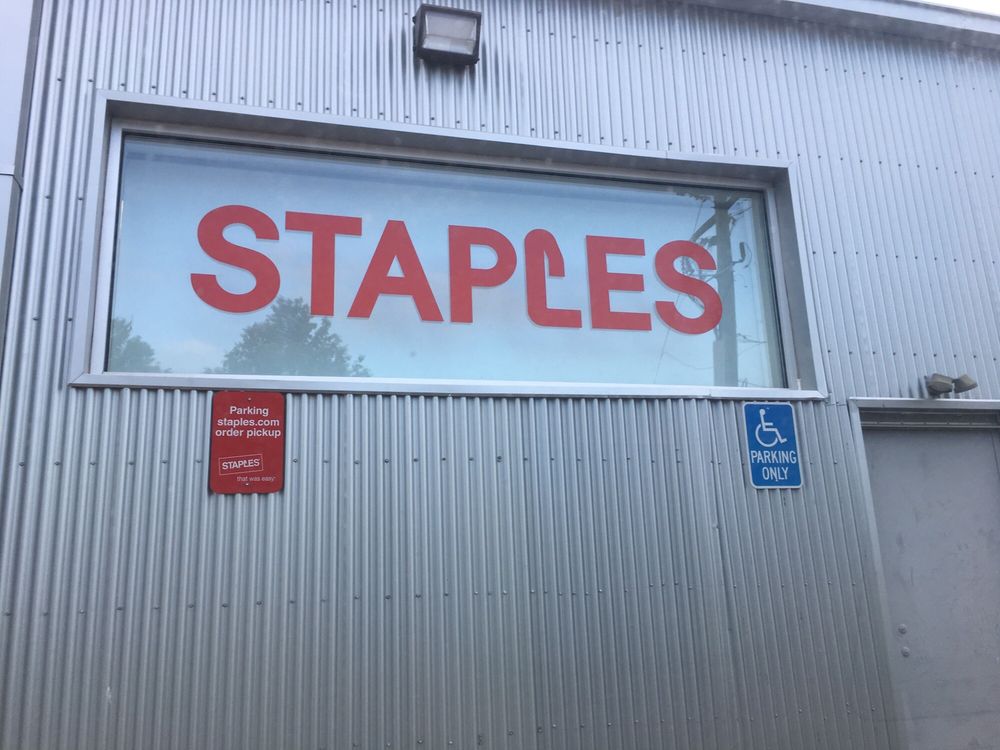 STAPLES
Parking
staples.com
order pickup
STAPLES
that was easy.
PARKING
ONLY